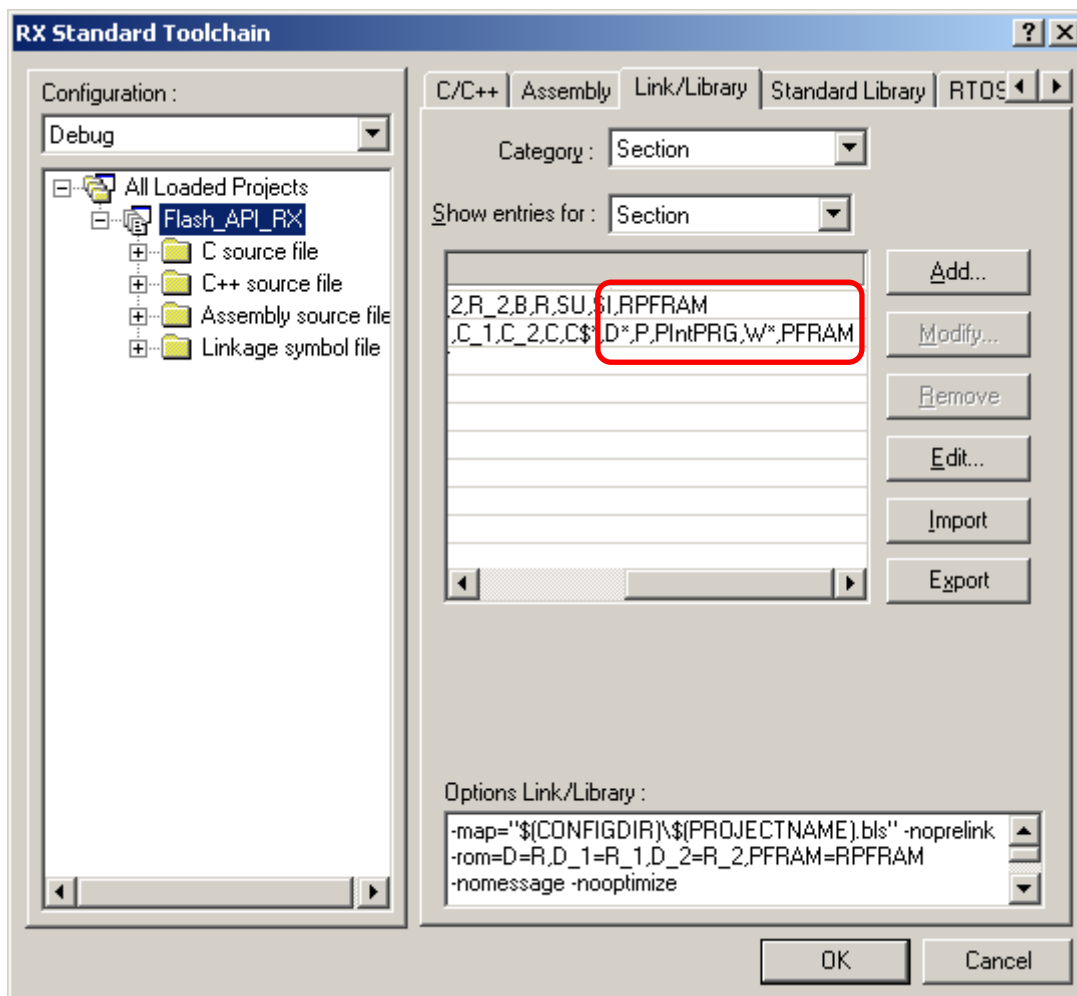 RX Standard Toolchain
Configuration :
Debug
All Loaded Projects
Flash_API_RX
C source file
C++ source file
Assembly source file
Linkage symbol file
C/C++
Assembly
Link/Library
Standard Library
RTOS
Category :
Section
Show entries for :
Section
2,R_2,B,R,SU,SI,RPFRAM
,C_1,C_2,C,C$*,D*,P,PIntPRG,W*,PFRAM
Add...
Modify...
Remove
Edit...
Import
Export
Options Link/Library :
-map="$(CONFIGDIR)\$(PROJECTNAME).bls" -noprelink
-rom=D=R,D_1=R_1,D_2=R_2,PFRAM=RPFRAM
-nomessage -nooptimize
OK
Cancel